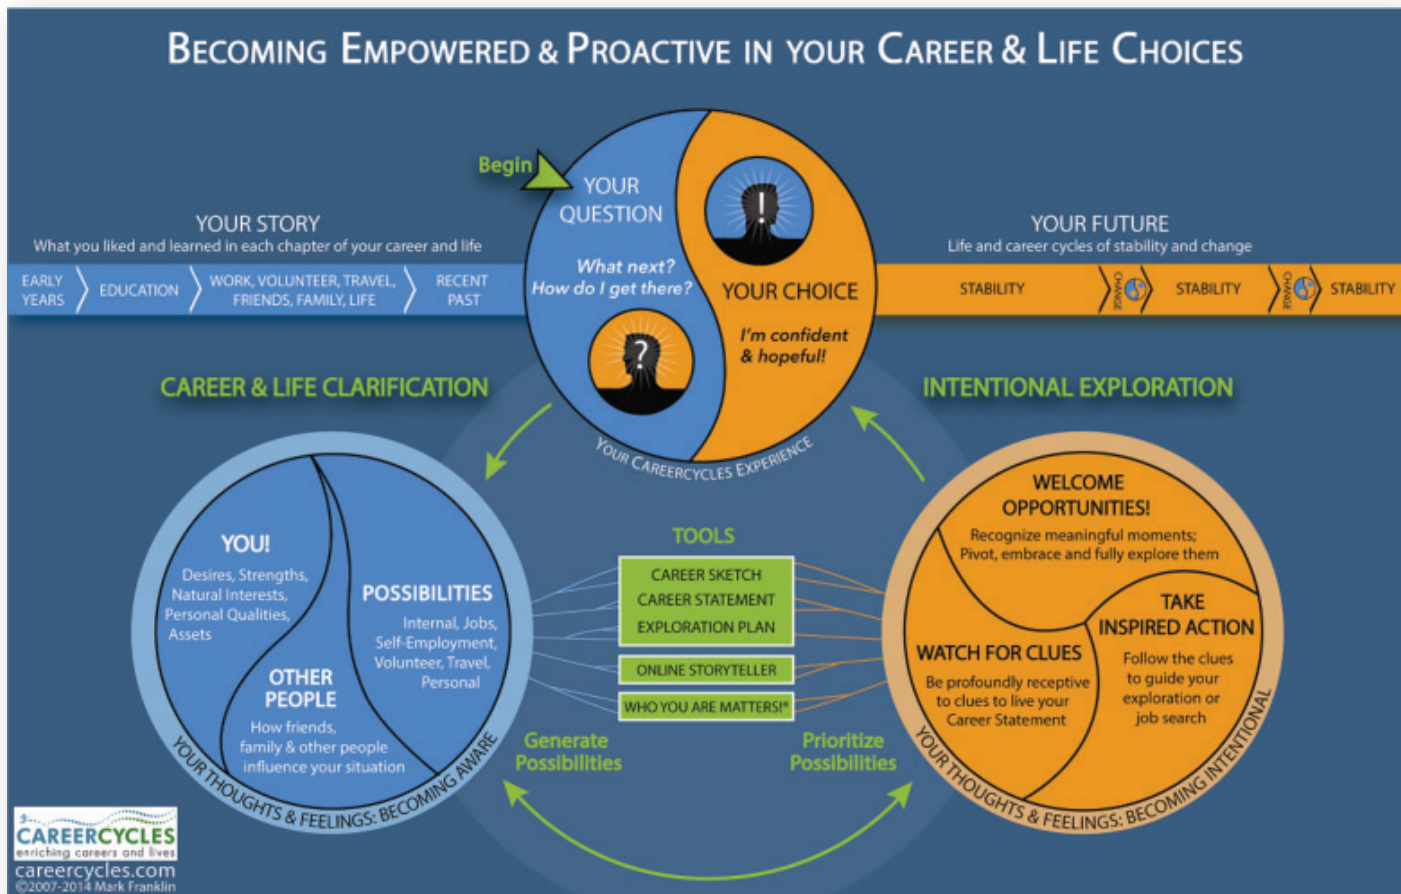 BECOMING EMPOWERED & PROACTIVE IN YOUR CAREER & LIFE CHOICES
Begin
YOUR
QUESTION
What next?
How do I get there?
?
!
YOUR CHOICE
I'm confident
& hopeful!
YOUR CAREERCYCLES EXPERIENCE
YOUR STORY
What you liked and learned in each chapter of your career and life
EARLY
YEARS
EDUCATION
WORK, VOLUNTEER, TRAVEL,
FRIENDS, FAMILY, LIFE
RECENT
PAST
YOUR FUTURE
Life and career cycles of stability and change
STABILITY
CHANGE
STABILITY
CHANGE
STABILITY
CAREER & LIFE CLARIFICATION
INTENTIONAL EXPLORATION
YOU!
Desires, Strengths,
Natural Interests,
Personal Qualities,
Assets
OTHER
PEOPLE
How friends,
family & other people
influence your situation
POSSIBILITIES
Internal, Jobs,
Self-Employment,
Volunteer, Travel,
Personal
YOUR THOUGHTS & FEELINGS: BECOMING AWARE
TOOLS
CAREER SKETCH
CAREER STATEMENT
EXPLORATION PLAN
ONLINE STORYTELLER
WHO YOU ARE MATTERS!®
Generate
Possibilities
Prioritize
Possibilities
WELCOME
OPPORTUNITIES!
Recognize meaningful moments;
Pivot, embrace and fully explore them
WATCH FOR CLUES
Be profoundly receptive
to clues to live your
Career Statement
TAKE
INSPIRED ACTION
Follow the clues
to guide your
exploration or
job search
YOUR THOUGHTS & FEELINGS: BECOMING INTENTIONAL
CAREERCYCLES
enriching careers and lives
careercycles.com
©2007-2014 Mark Franklin